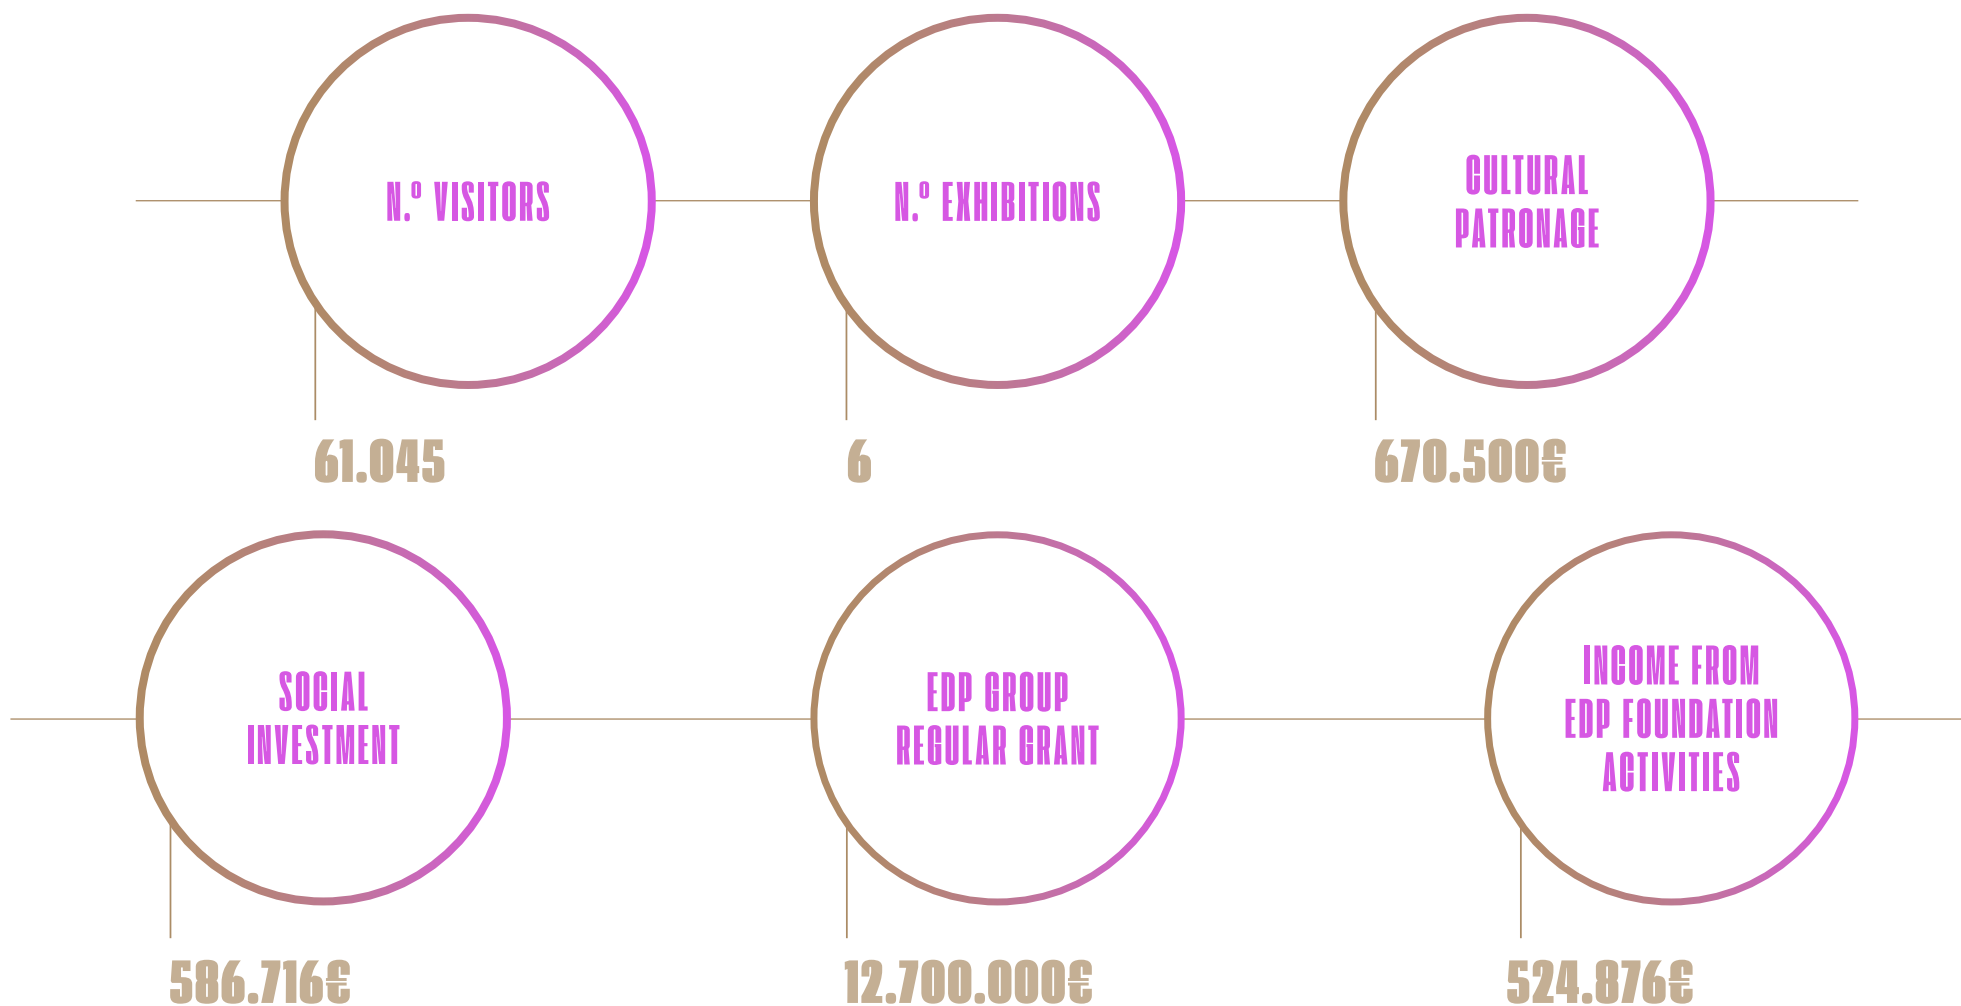 N.º VISITORS
61.045
N.º EXHIBITIONS
6
CULTURAL
PATRONAGE
670.500€
SOCIAL
INVESTMENT
586.716€
EDP GROUP
REGULAR GRANT
12.700.000€
INCOME FROM
EDP FOUNDATION
ACTIVITIES
524.876€